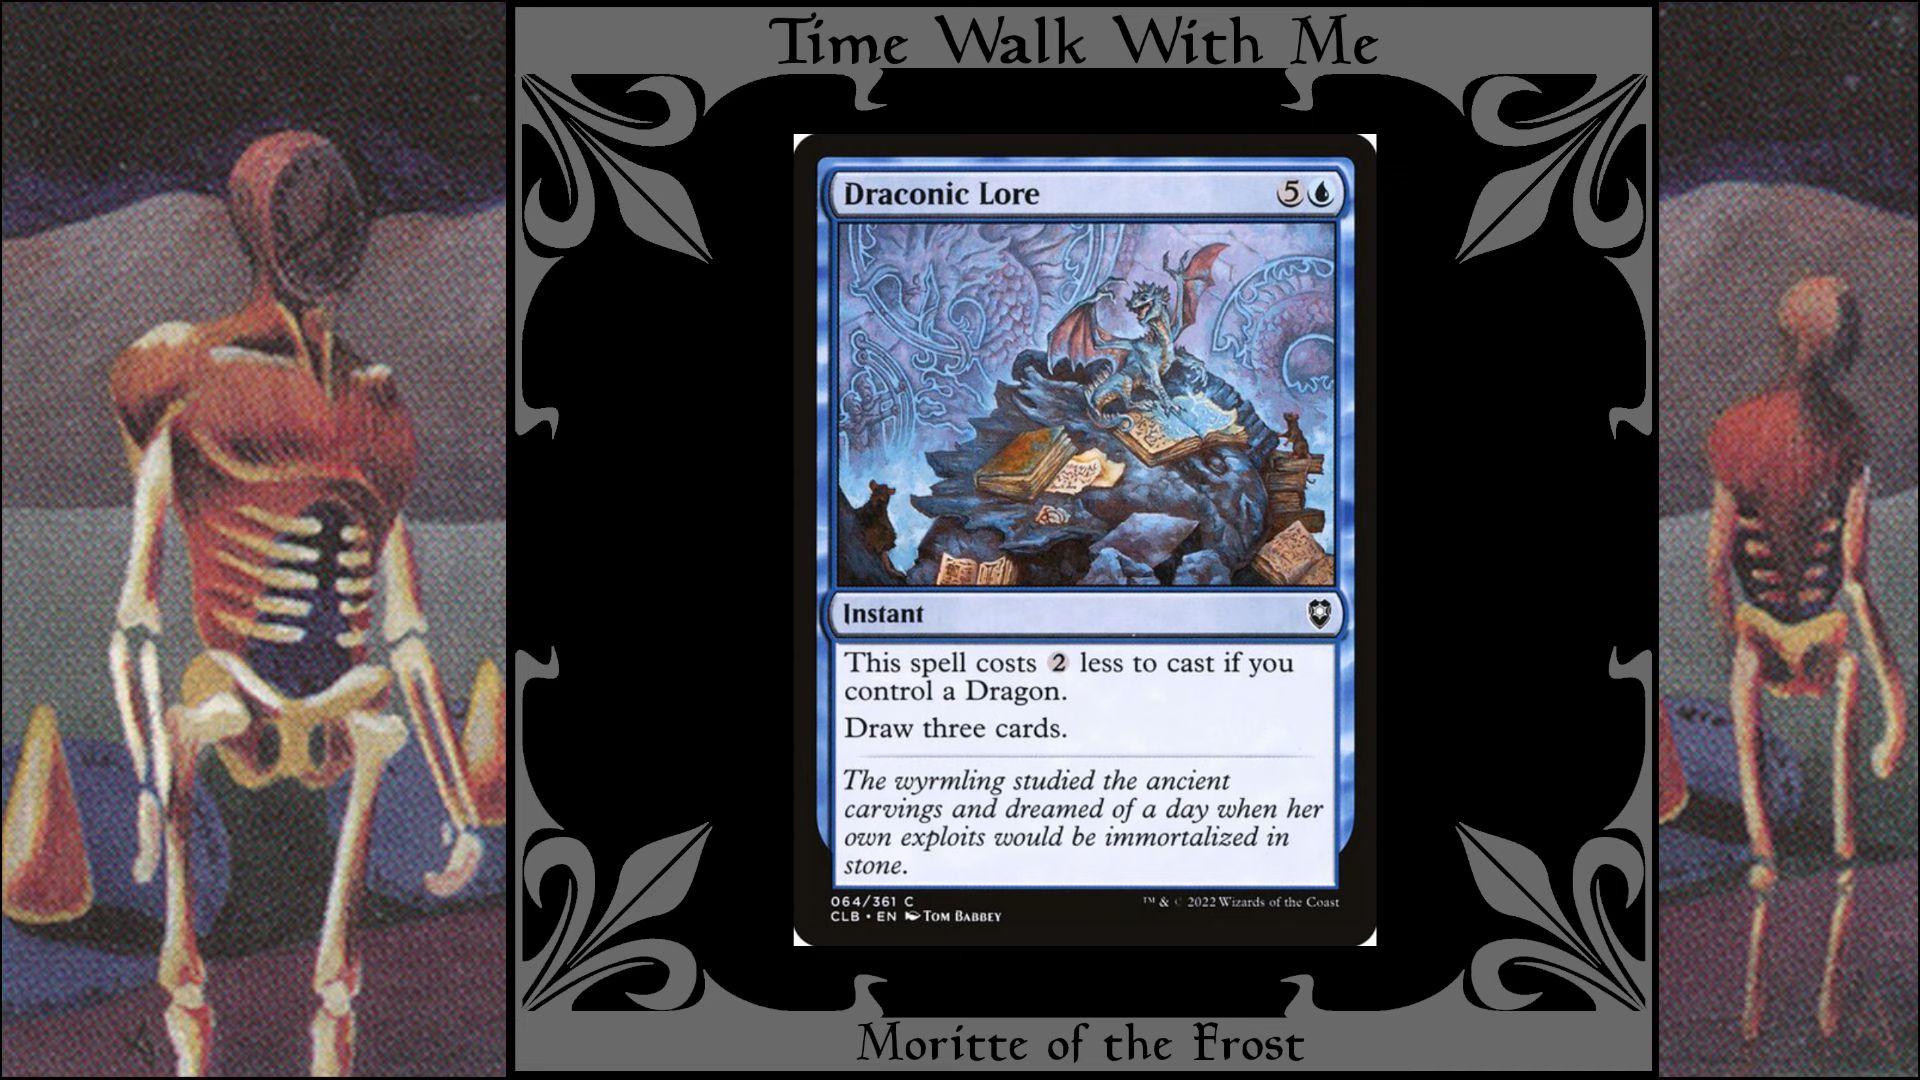 Time Walk With Me
Draconic Lore 5
Instant
This spell costs 2 less to cast if you
control a Dragon.
Draw three cards.
The wyrmling studied the ancient
carvings and dreamed of a day when her
own exploits would be immortalized in
stone.
064/361 C
CLB • EN Tom Babbey
™ & © 2022 Wizards of the Coast
Moritte of the Frost